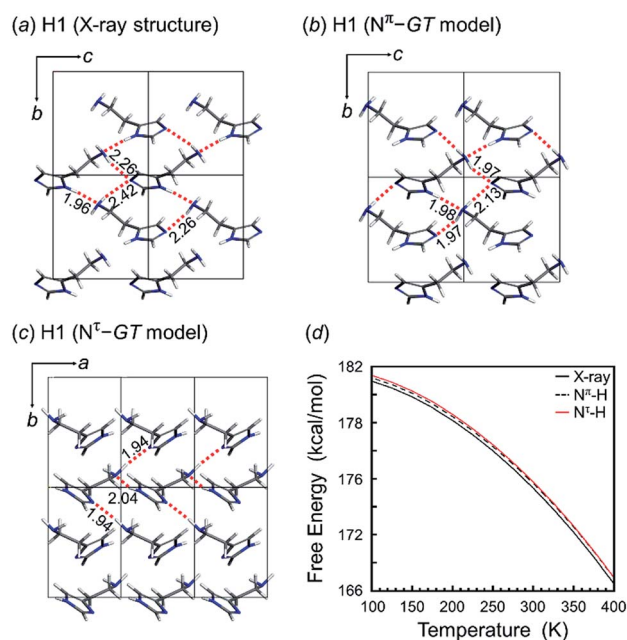 (a) H1 (X-ray structure)
c
b
2.26
2.42
1.96
2.26
(b) H1 (Nπ−GT model)
c
b
1.97
1.98
2.13
1.97
(c) H1 (Nτ−GT model)
a
b
1.94
2.04
1.94
(d)
182
178
176
172
166
Free Energy (kcal/mol)
X-ray
Nπ-H
Nτ-H
100 150 200 250 300 350 400
Temperature (K)